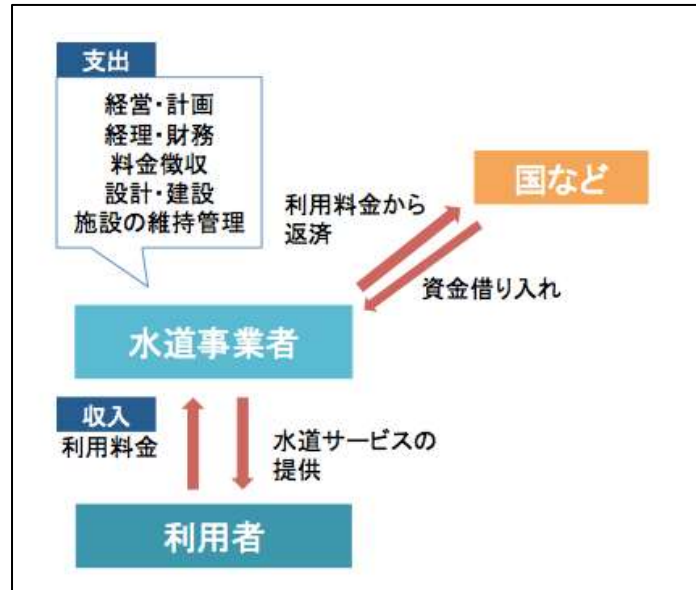 支出
経営・計画
経理・財務
料金徴収
設計・建設
施設の維持管理
国など
利用料金から
返済
資金借り入れ
水道事業者
収入
利用料金
水道サービスの
提供
利用者